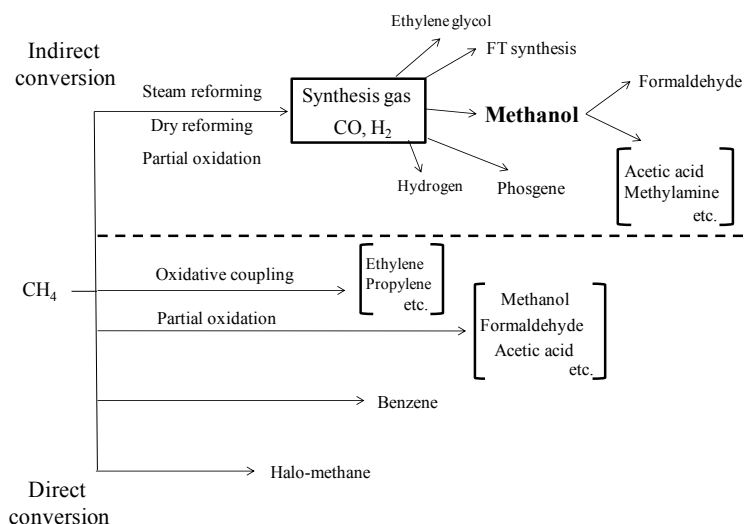 Ethylene glycol
Indirect
conversion
FT synthesis
Steam reforming
Dry reforming
Partial oxidation
Synthesis gas
CO, H₂
Methanol
Formaldehyde
Hydrogen
Phosgene
Acetic acid
Methylamine
etc.
CH₄
Oxidative coupling
Ethylene
Propylene
etc.
Partial oxidation
Methanol
Formaldehyde
Acetic acid
etc.
Benzene
Halo-methane
Direct
conversion